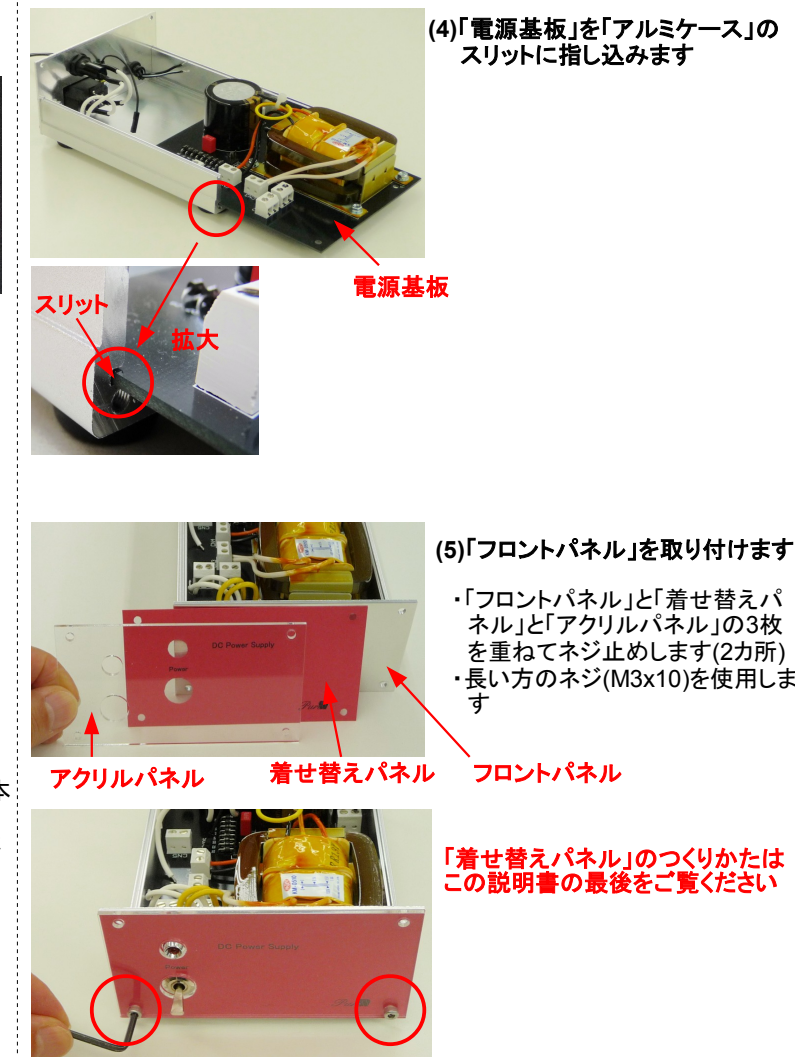 (4)「電源基板」を「アルミケース」の
スリットに指し込みます
電源基板
スリット
拡大
(5)「フロントパネル」を取り付けます
・「フロントパネル」と「着せ替えパ
ネル」と「アクリルパネル」の3枚
を重ねてネジ止めします(2カ所)
・長い方のネジ(M3x10)を使用しま
す
DC Power Supply
Power
アクリルパネル
着せ替えパネル
フロントパネル
本
「着せ替えパネル」のつくりかたは
この説明書の最後をご覧ください
CN5
DC Power Supply
Power